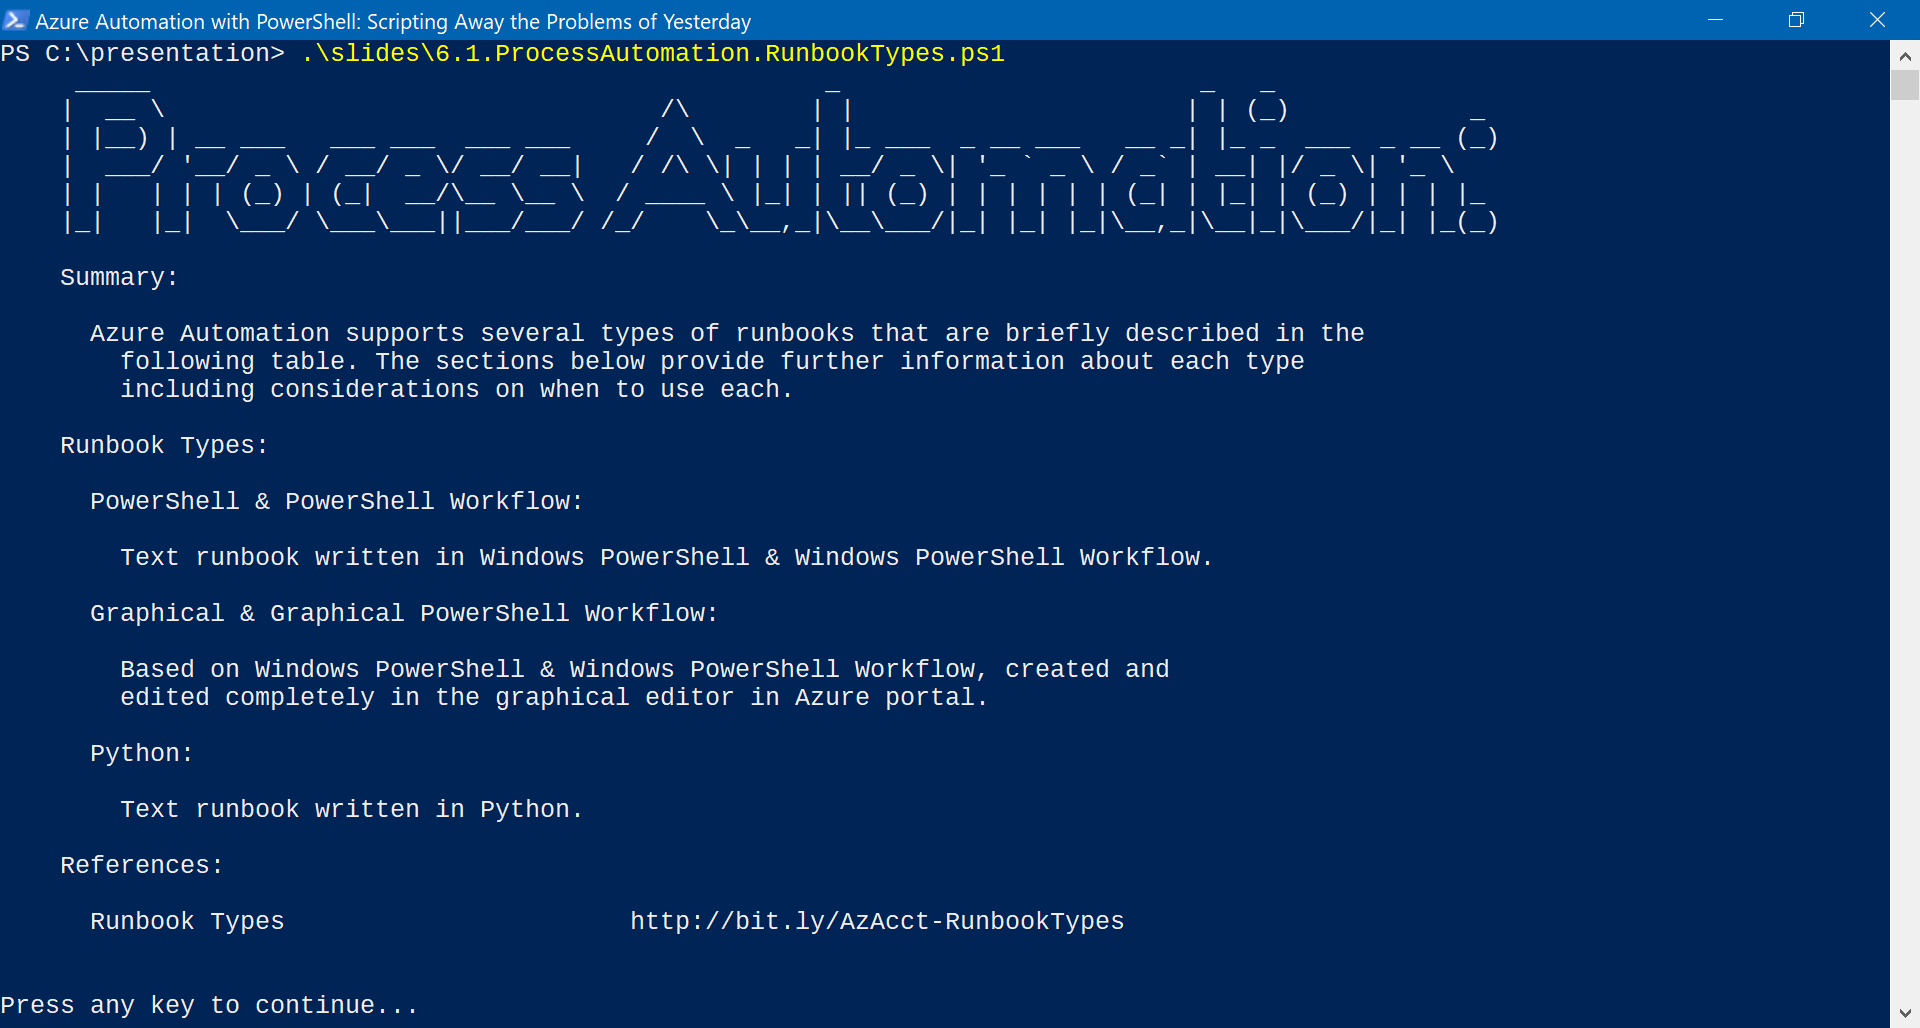 Azure Automation with PowerShell: Scripting Away the Problems of Yesterday
PS C:\presentation> .\slides\6.1.ProcessAutomation.RunbookTypes.ps1
Process Automation:
Summary:
Azure Automation supports several types of runbooks that are briefly described in the
following table. The sections below provide further information about each type
including considerations on when to use each.
Runbook Types:
PowerShell & PowerShell Workflow:
Text runbook written in Windows PowerShell & Windows PowerShell Workflow.
Graphical & Graphical PowerShell Workflow:
Based on Windows PowerShell & Windows PowerShell Workflow, created and
edited completely in the graphical editor in Azure portal.
Python:
Text runbook written in Python.
References:
Runbook Types http://bit.ly/AzAcct-RunbookTypes
Press any key to continue...